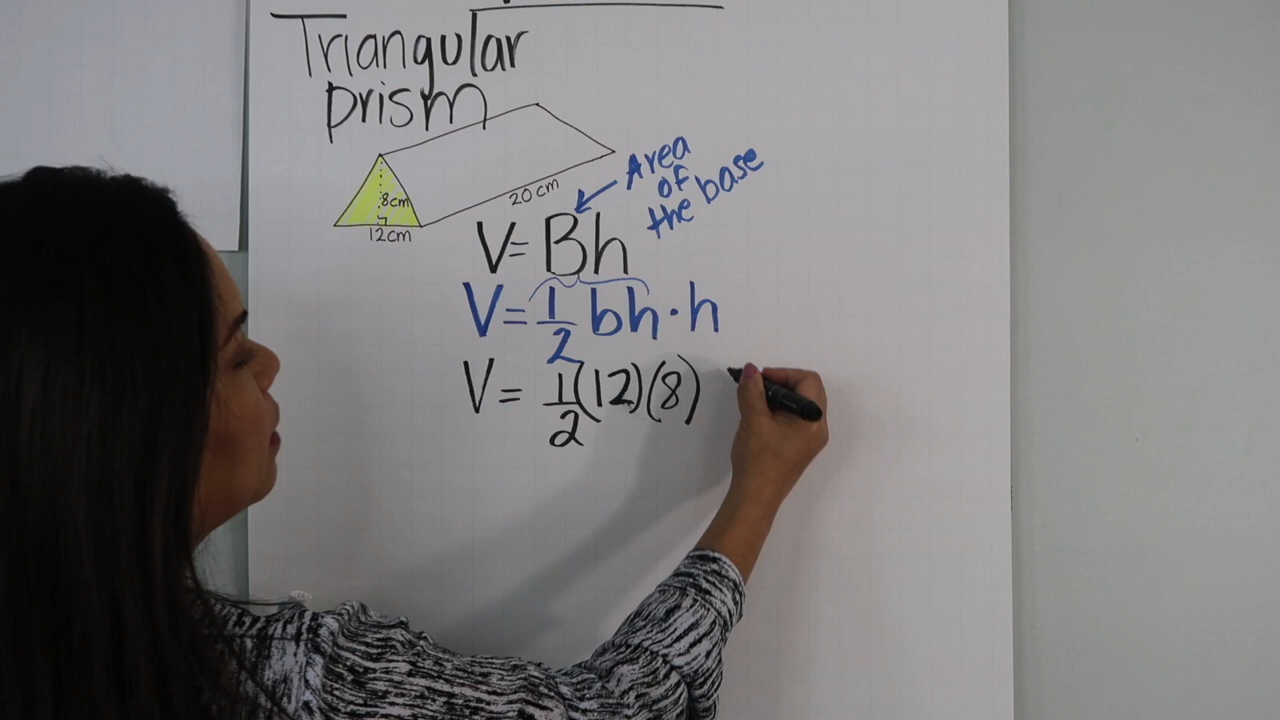 Triangular
prism
8cm
12cm
20 cm
Area
of
the base
V= Bh
V= 1/2 bh · h
V = 1/2(12)(8)